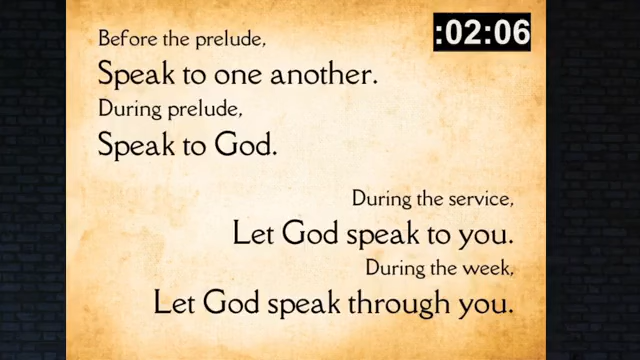 :02:06
Before the prelude,
Speak to one another.
During prelude,
Speak to God.
During the service,
Let God speak to you.
During the week,
Let God speak through you.